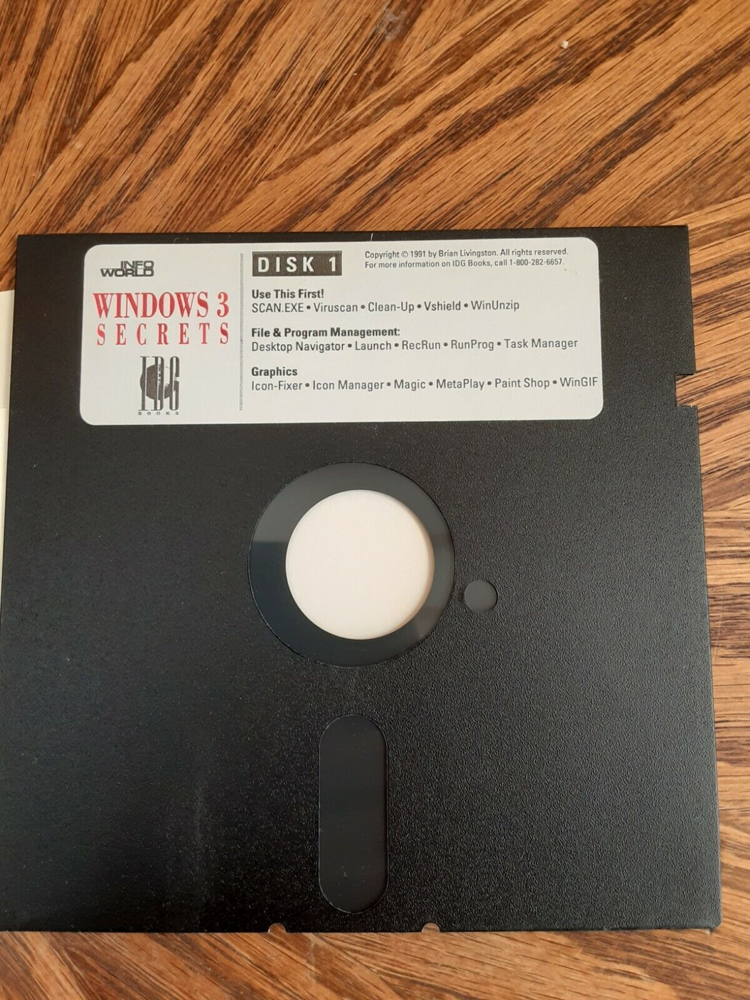 INFO
WORLD
WINDOWS 3
SECRETS
IDG
BOOKS
DISK 1
Copyright © 1991 by Brian Livingston. All rights reserved.
For more information on IDG Books, call 1-800-282-6657.
Use This First!
SCAN.EXE • Viruscan • Clean-Up • Vshield • WinUnzip
File & Program Management:
Desktop Navigator • Launch • RecRun • RunProg • Task Manager
Graphics
Icon-Fixer • Icon Manager • Magic • MetaPlay • Paint Shop • WinGIF